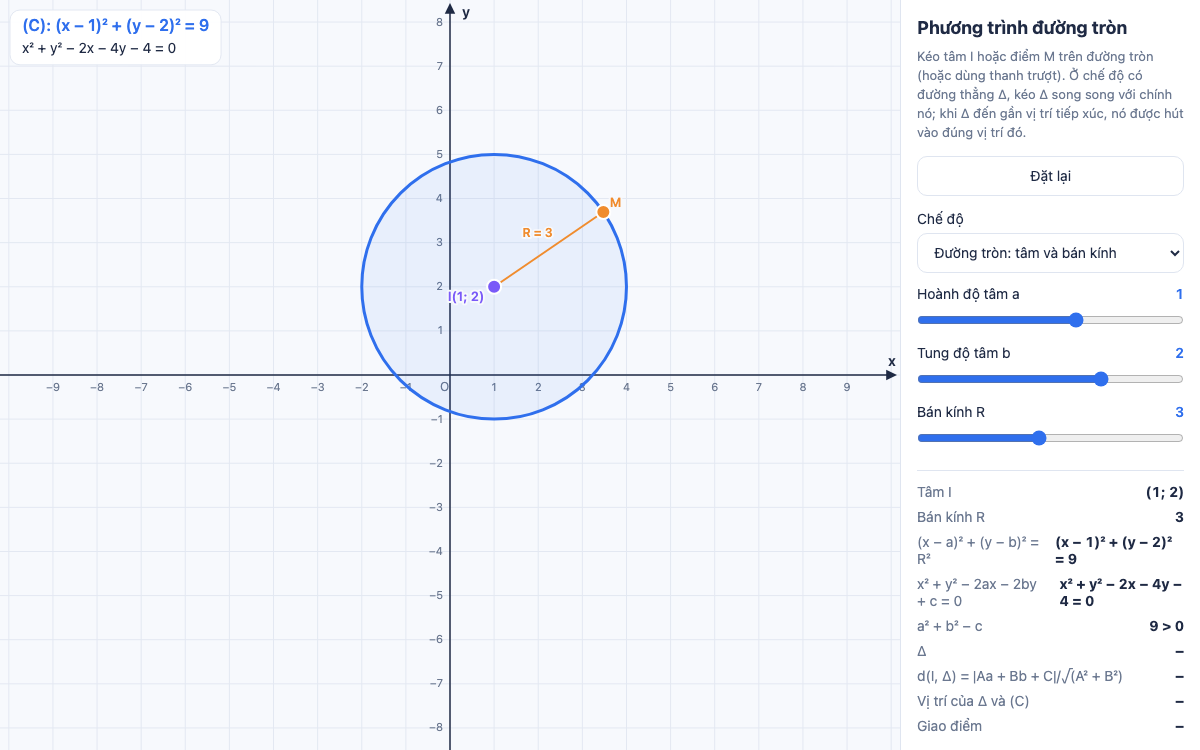 (C): (x − 1)² + (y − 2)² = 9
x² + y² − 2x − 4y − 4 = 0
y
8
7
6
5
4
3
2
1
−1
−2
−3
−4
−5
−6
−7
−8
M
R = 3
I(1; 2)
x
−9
−8
−7
−6
−5
−4
−3
−2
−1
O
1
2
3
4
5
6
7
8
9
Phương trình đường tròn
Kéo tâm I hoặc điểm M trên đường tròn
(hoặc dùng thanh trượt). Ở chế độ có
đường thẳng Δ, kéo Δ song song với chính
nó; khi Δ đến gần vị trí tiếp xúc, nó được hút
vào đúng vị trí đó.
Đặt lại
Chế độ
Đường tròn: tâm và bán kính
Hoành độ tâm a 1
Tung độ tâm b 2
Bán kính R 3
Tâm I (1; 2)
Bán kính R 3
(x − a)² + (y − b)² = (x − 1)² + (y − 2)²
R² = 9
x² + y² − 2ax − 2by x² + y² − 2x − 4y −
+ c = 0 4 = 0
a² + b² − c 9 > 0
Δ –
d(I, Δ) = |Aa + Bb + C|/√(A² + B²) –
Vị trí của Δ và (C) –
Giao điểm –